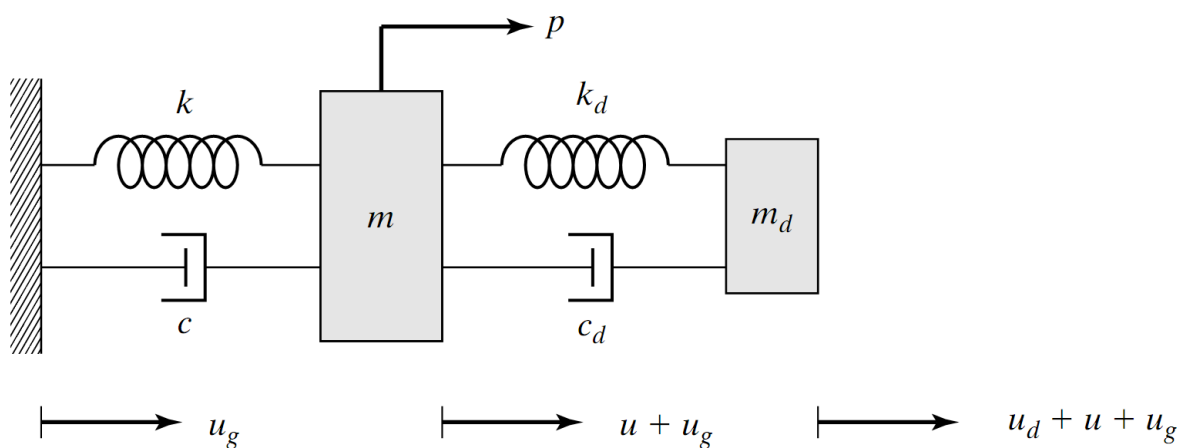 p
k
k_d
m
m_d
c
c_d
u_g
u + u_g
u_d + u + u_g